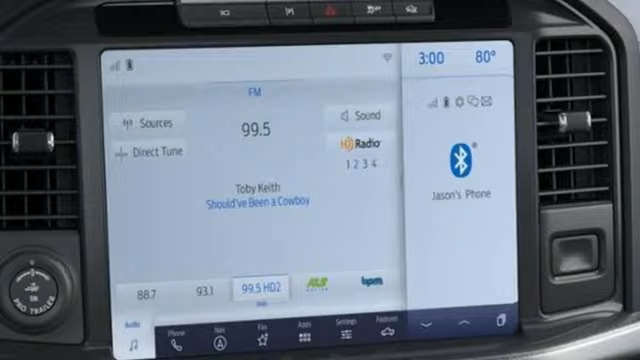 3:00 80°
FM
Sources
99.5
Sound
HD Radio
Direct Tune
1 2 3 4
Toby Keith
Should've Been a Cowboy
Jason's Phone
88.7
93.1
99.5 HD2
bpm
Audio
Phone
Nav
Fav
Apps
Settings
Features
PRO TRAILER